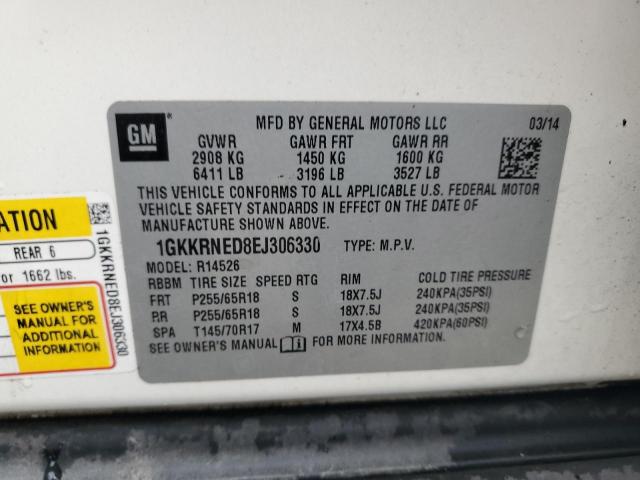 GM
MFD BY GENERAL MOTORS LLC 03/14
GVWR GAWR FRT GAWR RR
2908 KG 1450 KG 1600 KG
6411 LB 3196 LB 3527 LB
THIS VEHICLE CONFORMS TO ALL APPLICABLE U.S. FEDERAL MOTOR
VEHICLE SAFETY STANDARDS IN EFFECT ON THE DATE OF
MANUFACTURE SHOWN ABOVE.
1GKKRNED8EJ306330 TYPE: M.P.V.
MODEL: R14526
RBBM TIRE SIZE SPEED RTG RIM COLD TIRE PRESSURE
FRT P255/65R18 S 18X7.5J 240KPA(35PSI)
RR P255/65R18 S 18X7.5J 240KPA(35PSI)
SPA T145/70R17 M 17X4.5B 420KPA(60PSI)
SEE OWNER'S MANUAL FOR MORE INFORMATION.
ATION
REAR 6
or 1662 lbs.
SEE OWNER'S
MANUAL FOR
ADDITIONAL
INFORMATION
1GKKRNED8EJ306330